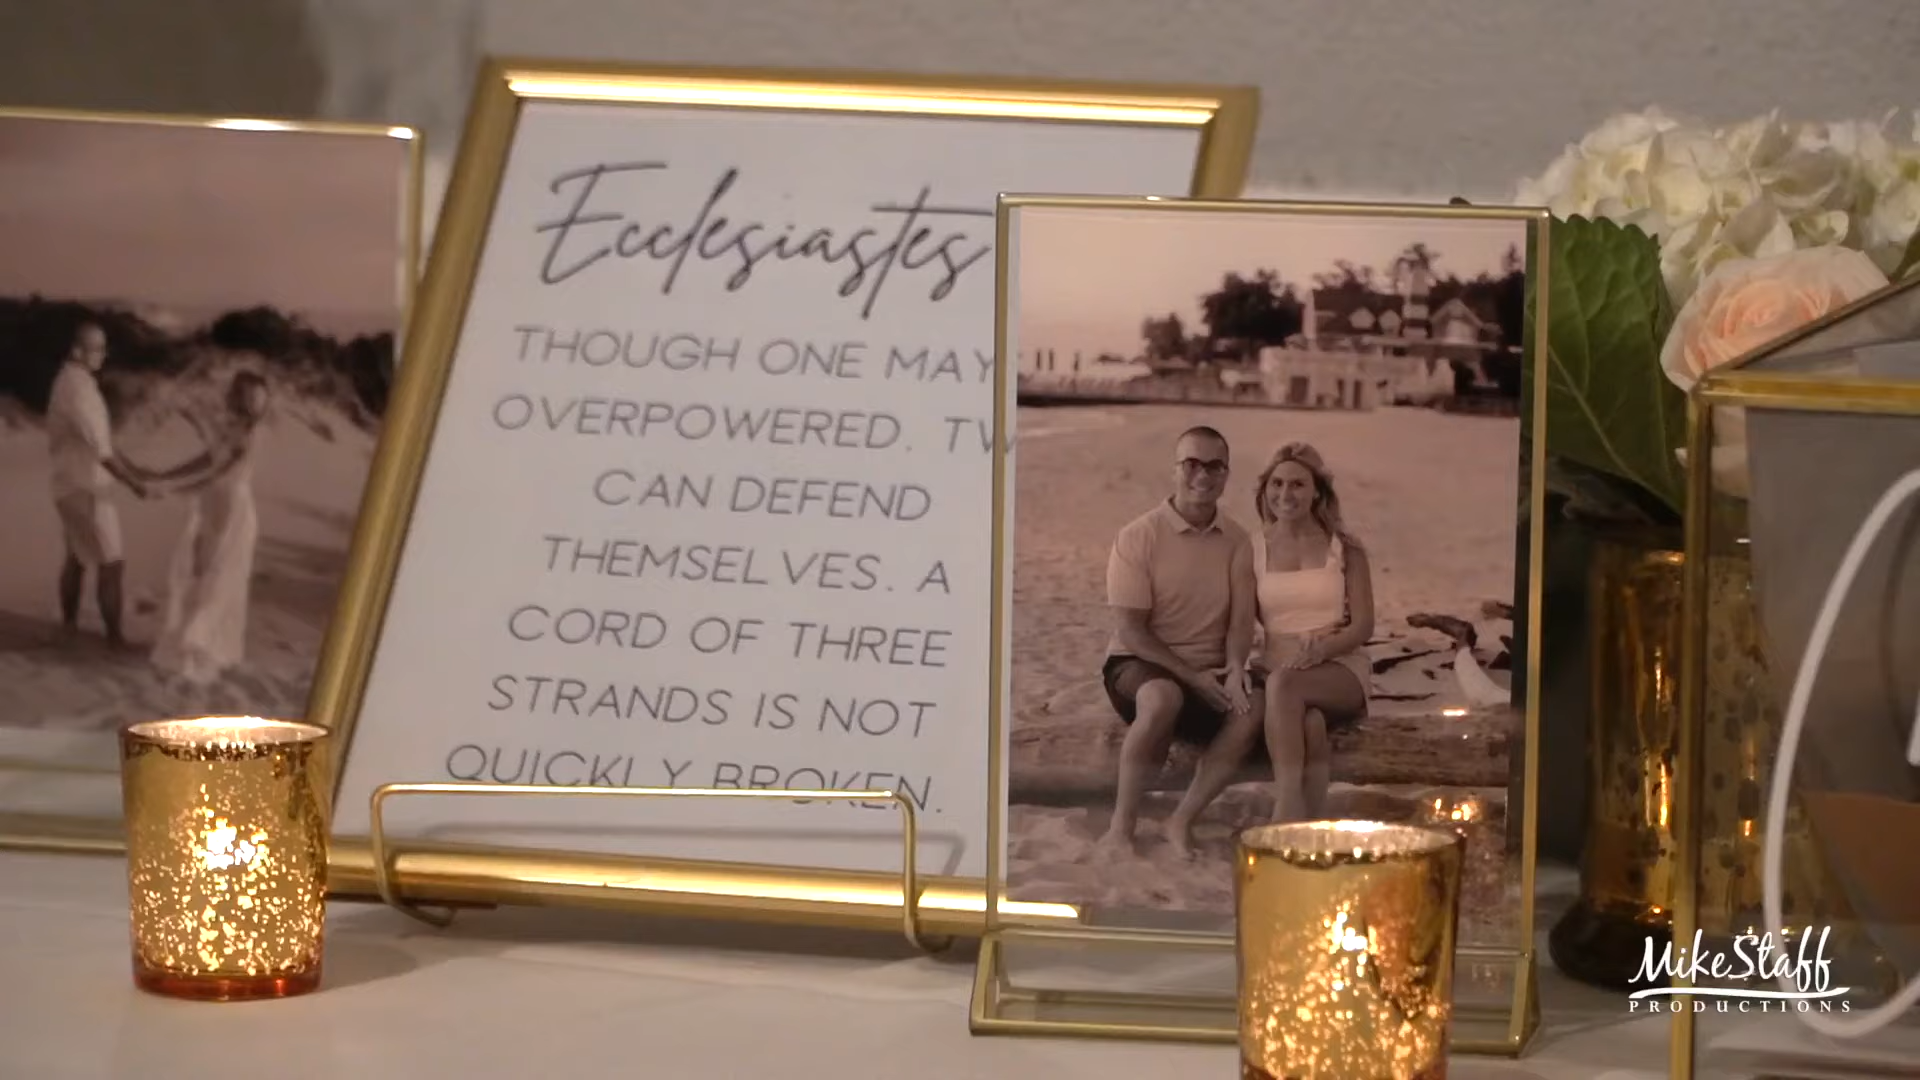 Ecclesiastes
THOUGH ONE MAY
OVERPOWERED. TW
CAN DEFEND
THEMSELVES. A
CORD OF THREE
STRANDS IS NOT
QUICKLY BROKEN.
MikeStaff
PRODUCTIONS